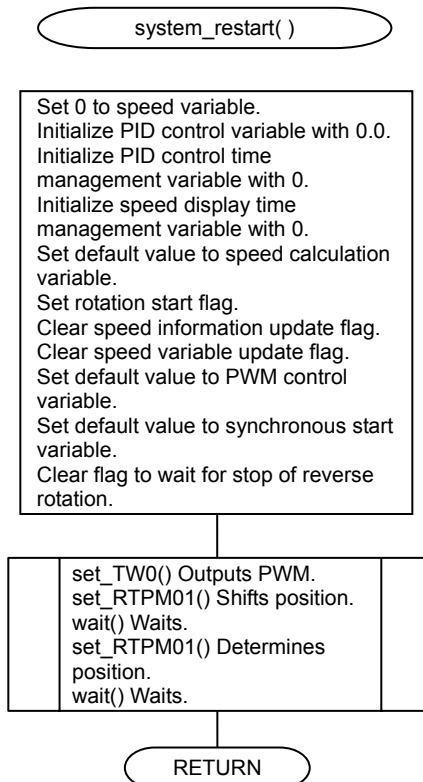 system_restart( )
Set 0 to speed variable.
Initialize PID control variable with 0.0.
Initialize PID control time
management variable with 0.
Initialize speed display time
management variable with 0.
Set default value to speed calculation
variable.
Set rotation start flag.
Clear speed information update flag.
Clear speed variable update flag.
Set default value to PWM control
variable.
Set default value to synchronous start
variable.
Clear flag to wait for stop of reverse
rotation.
set_TW0() Outputs PWM.
set_RTPM01() Shifts position.
wait() Waits.
set_RTPM01() Determines
position.
wait() Waits.
RETURN